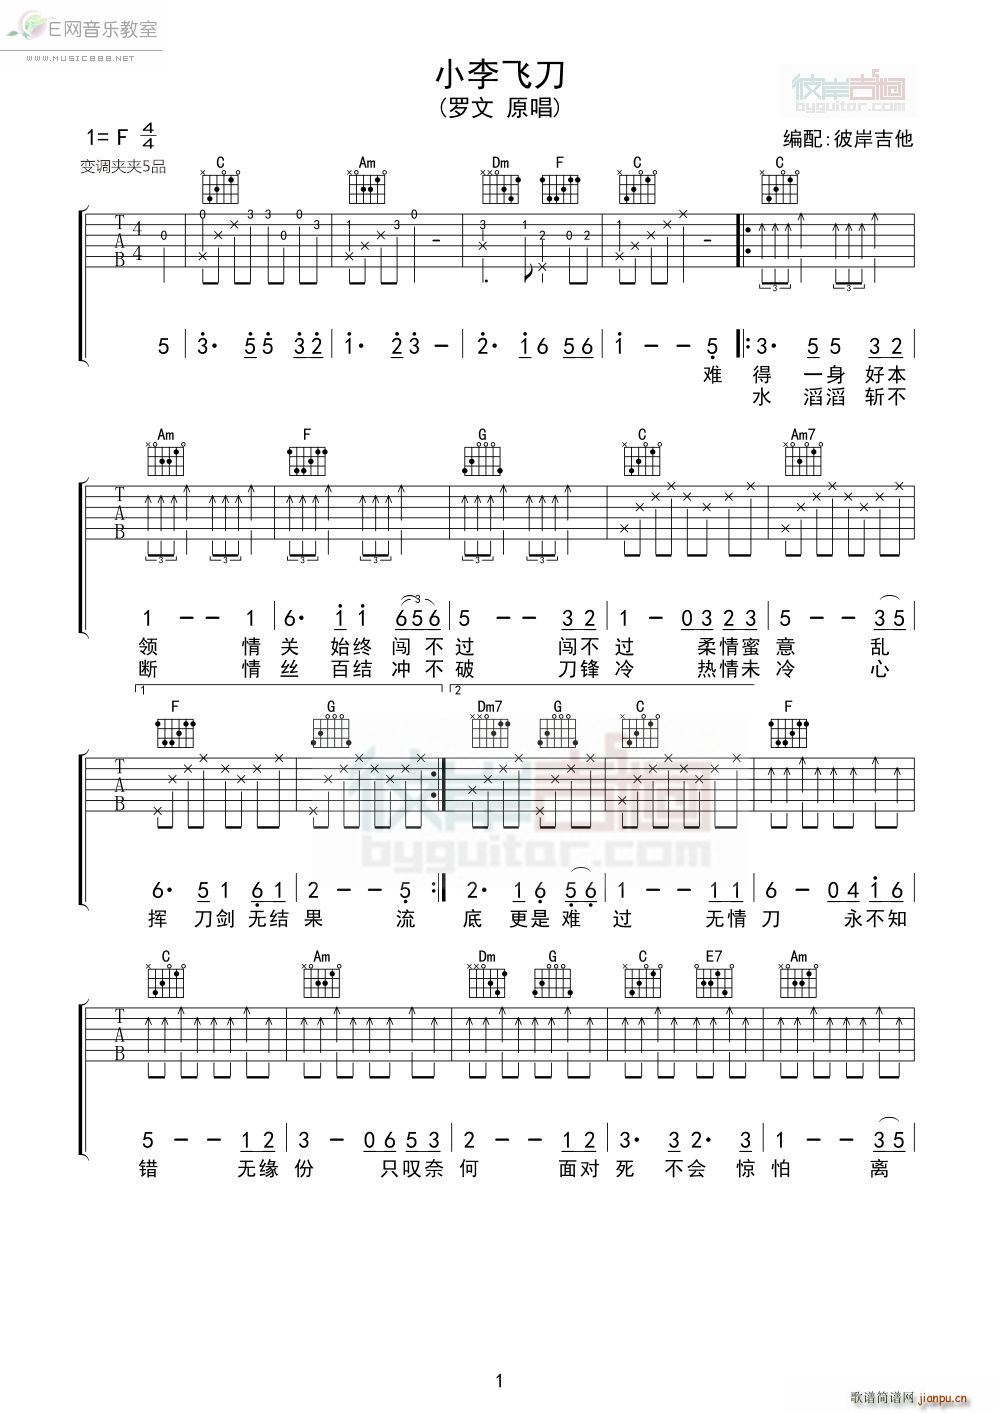 E网音乐教室
WWW.MUSIC888.NET
小李飞刀
(罗文 原唱)
彼岸吉他
byguitar.com
1= F 4/4
编配:彼岸吉他
变调夹夹5品
C Am Dm F C C
T A B 4 4
5 3· 5 5 3 2 1· 2 3 - 2· 1 6 5 6 1 - - 5 3· 5 5 3 2
难 得 一身 好本
水 滔滔 斩不
Am F G C Am7
T A B
1 - - 1 6· 1 1 6 5 6 5 - - 3 2 1 - 0 3 2 3 5 - - 3 5
领 情 关 始终 闯 不 过 闯不 过 柔情蜜 意 乱
断 情 丝 百结 冲 不 破 刀锋 冷 热情未 冷 心
1 2
F G Dm7 G C F
T A B
彼岸吉他
byguitar.com
6· 5 1 6 1 2 - - 5 2· 1 6 5 6 1 - - 1 1 6 - 0 4 1 6
挥 刀剑 无结 果 流 底 更是 难 过 无情 刀 永不知
C Am Dm G C E7 Am
T A B
5 - - 1 2 3 - 0 6 5 3 2 - - 1 2 3· 3 2· 3 1 - - 3 5
错 无缘 份 只叹奈 何 面对 死 不会 惊 怕 离
1
歌谱简谱网 jianpu.cn